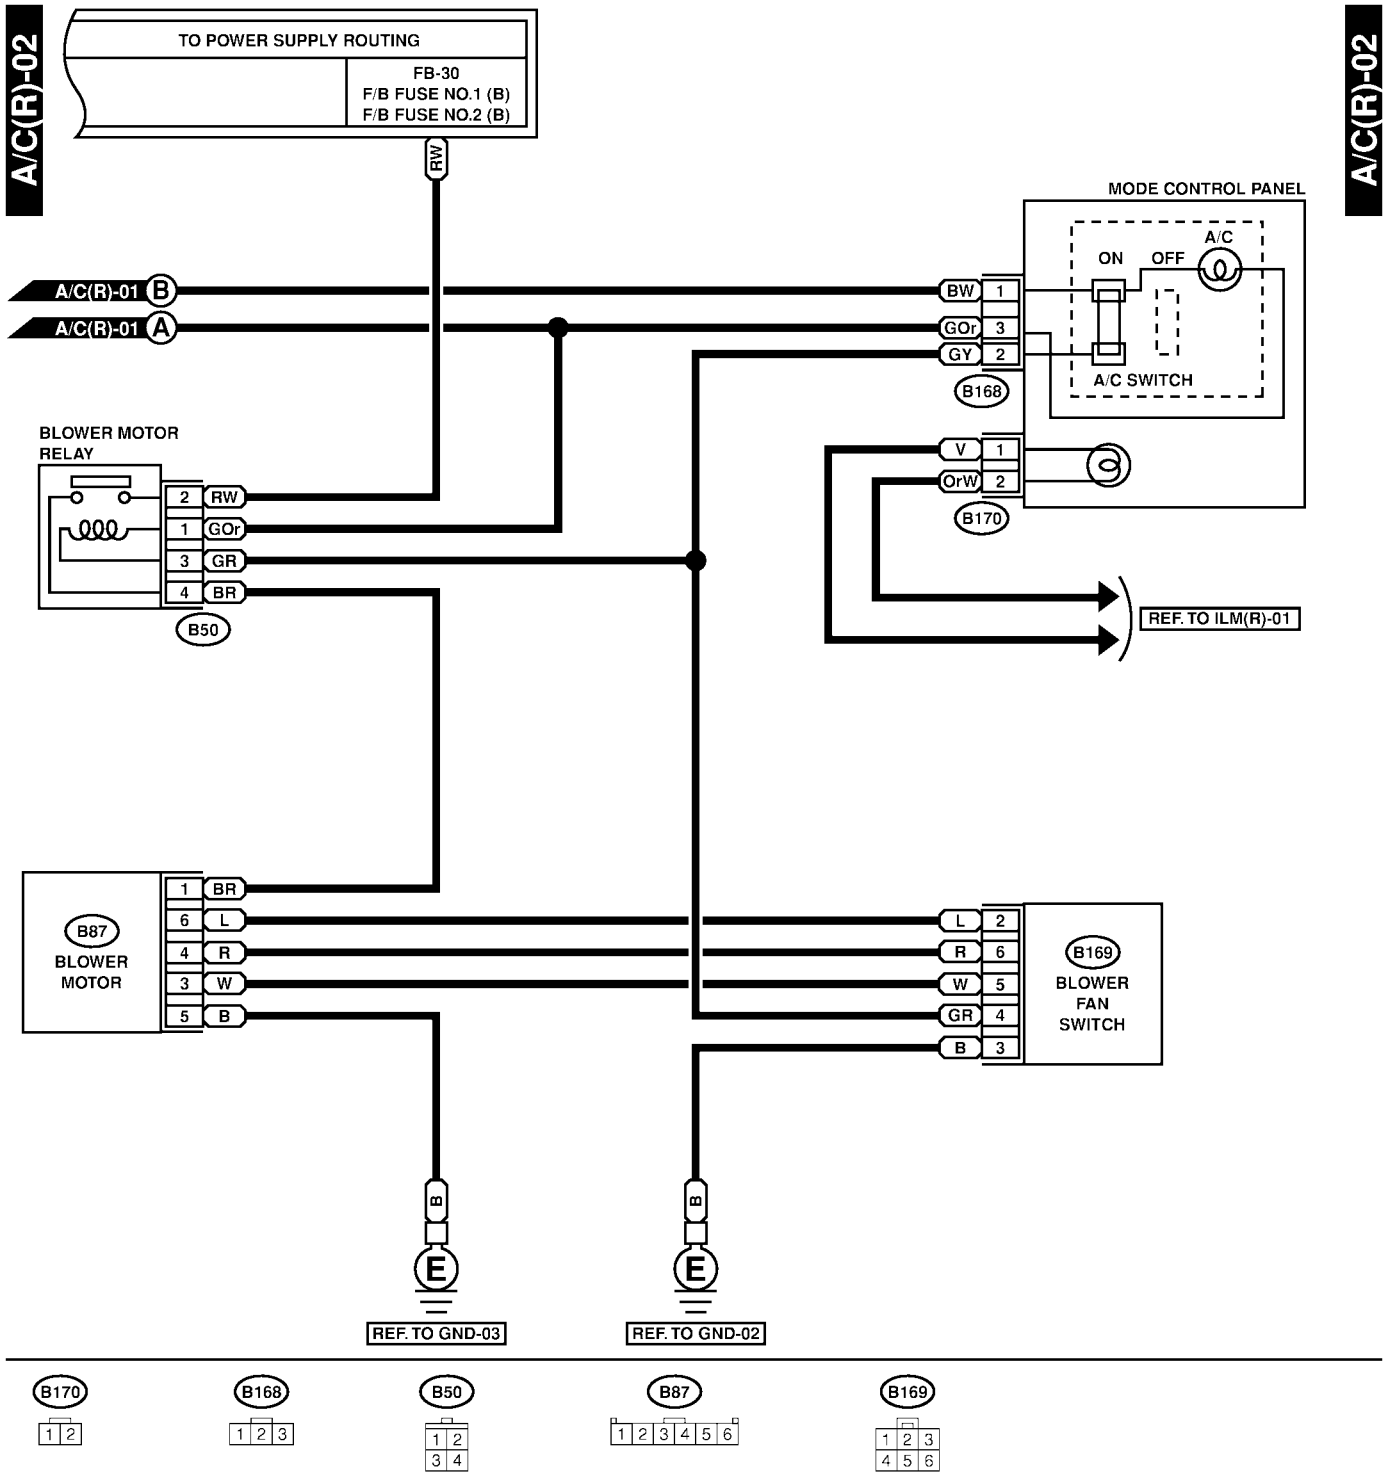 A/C(R)-02
A/C(R)-02
TO POWER SUPPLY ROUTING
FB-30
F/B FUSE NO.1 (B)
F/B FUSE NO.2 (B)
RW
MODE CONTROL PANEL
A/C
ON OFF
A/C(R)-01 B
BW 1
A/C(R)-01 A
GOr 3
GY 2
A/C SWITCH
B168
BLOWER MOTOR
RELAY
V 1
OrW 2
B170
2 RW
1 GOr
3 GR
4 BR
B50
REF. TO ILM(R)-01
B87
BLOWER
MOTOR
1 BR
6 L
4 R
3 W
5 B
L 2
R 6
W 5
GR 4
B 3
B169
BLOWER
FAN
SWITCH
B
B
E
E
REF. TO GND-03
REF. TO GND-02
B170
1 2
B168
1 2 3
B50
1 2
3 4
B87
1 2 3 4 5 6
B169
1 2 3
4 5 6